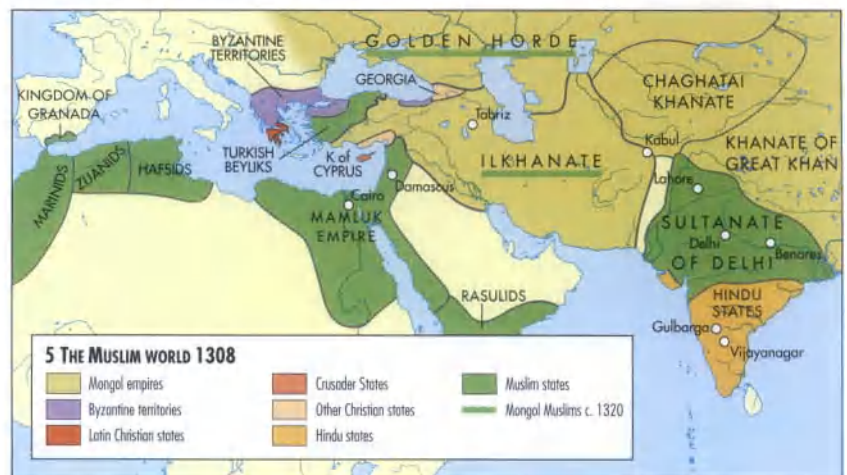 BYZANTINE
TERRITORIES
GOLDEN HORDE
GEORGIA
CHAGHATAI
KHANATE
KINGDOM OF
GRANADA
Tabriz
Kabul
KHANATE OF
GREAT KHAN
MARINIDS
ZIJANIDS
HAFSIDS
TURKISH
BEYLIKS
K of
CYPRUS
ILKHANATE
Lahore
Damascus
Cairo
MAMLUK
EMPIRE
SULTANATE
Delhi
Benares
OF DELHI
RASULIDS
HINDU
STATES
Gulbarga
Vijayanagar
5 THE MUSLIM WORLD 1308
Mongol empires
Byzantine territories
Latin Christian states
Crusader States
Other Christian states
Hindu states
Muslim states
Mongol Muslims c. 1320